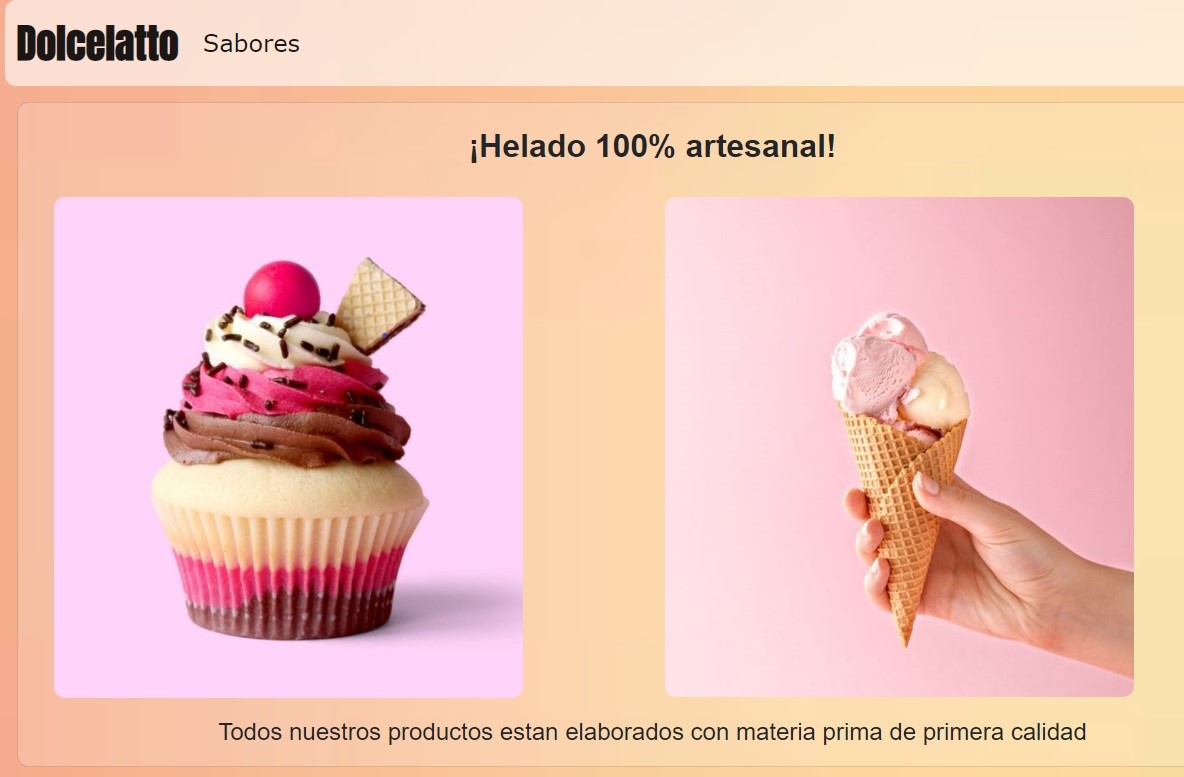 Dolcelatto
Sabores
¡Helado 100% artesanal!
Todos nuestros productos estan elaborados con materia prima de primera calidad